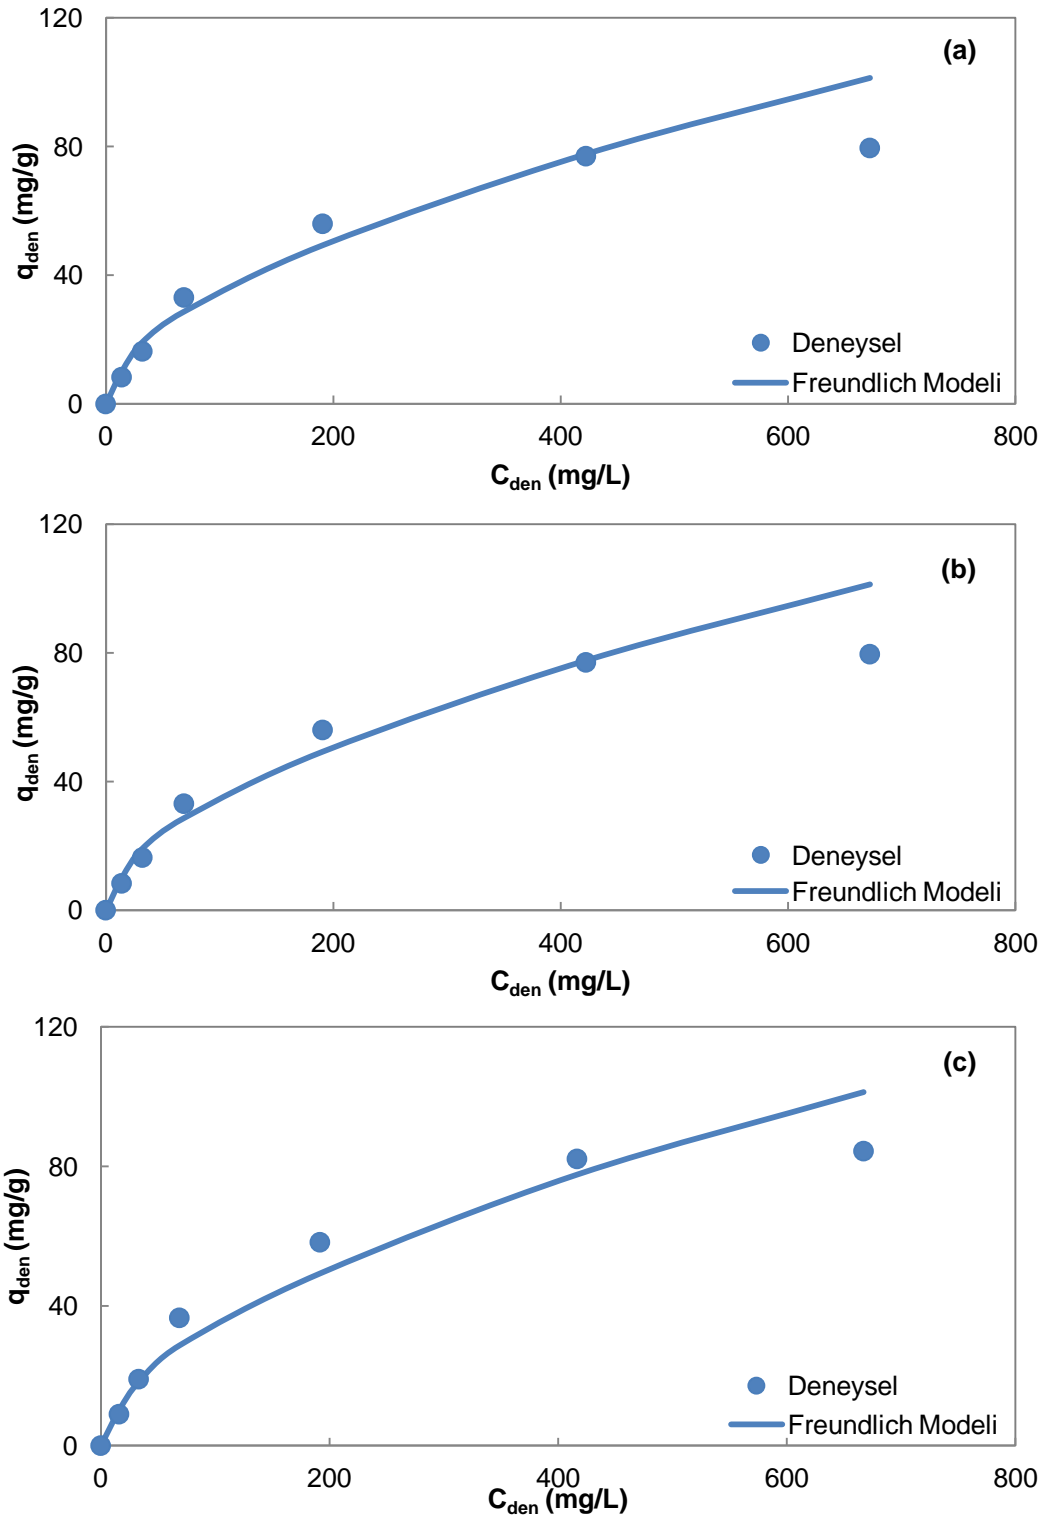 120
(a)
80
q_den (mg/g)
40
Deneysel
Freundlich Modeli
0
0 200 400 600 800
C_den (mg/L)
120
(b)
80
q_den (mg/g)
40
Deneysel
Freundlich Modeli
0
0 200 400 600 800
C_den (mg/L)
120
(c)
80
q_den (mg/g)
40
Deneysel
Freundlich Modeli
0
0 200 400 600 800
C_den (mg/L)